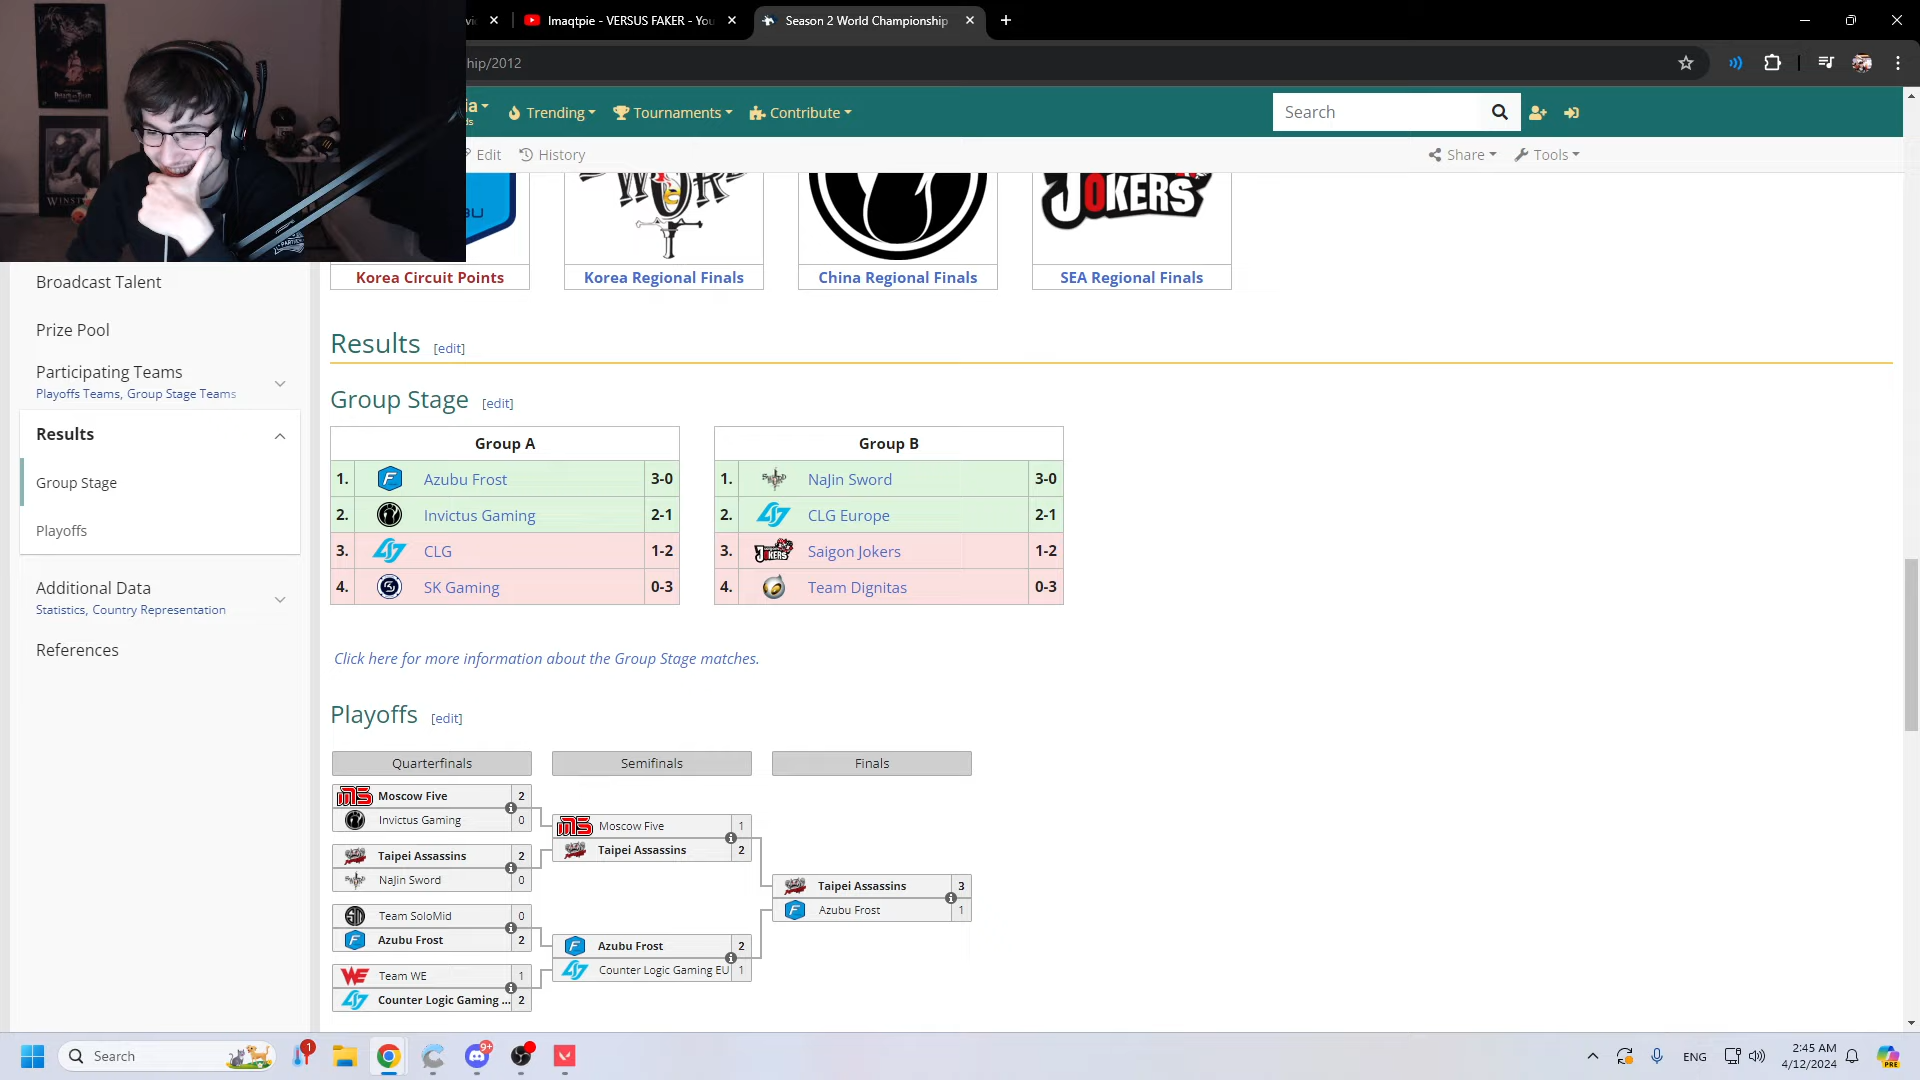 Imaqtpie - VERSUS FAKER - You
Season 2 World Championship
hip/2012
Trending
Tournaments
Contribute
Search
Edit
History
Share
Tools
WINST
JOKERS
Korea Circuit Points
Korea Regional Finals
China Regional Finals
SEA Regional Finals
Broadcast Talent
Prize Pool
Participating Teams
Playoffs Teams, Group Stage Teams
Results
Group Stage
Playoffs
Additional Data
Statistics, Country Representation
References
Results [edit]
Group Stage [edit]
Group A
1. Azubu Frost 3-0
2. Invictus Gaming 2-1
3. CLG 1-2
4. SK Gaming 0-3
Group B
1. NaJin Sword 3-0
2. CLG Europe 2-1
3. Saigon Jokers 1-2
4. Team Dignitas 0-3
Click here for more information about the Group Stage matches.
Playoffs [edit]
Quarterfinals
Semifinals
Finals
Moscow Five 2
Invictus Gaming 0
Taipei Assassins 2
NaJin Sword 0
Team SoloMid 0
Azubu Frost 2
Team WE 1
Counter Logic Gaming ... 2
Moscow Five 1
Taipei Assassins 2
Azubu Frost 2
Counter Logic Gaming EU 1
Taipei Assassins 3
Azubu Frost 1
Search
1
9+
ENG
2:45 AM
4/12/2024
PRE